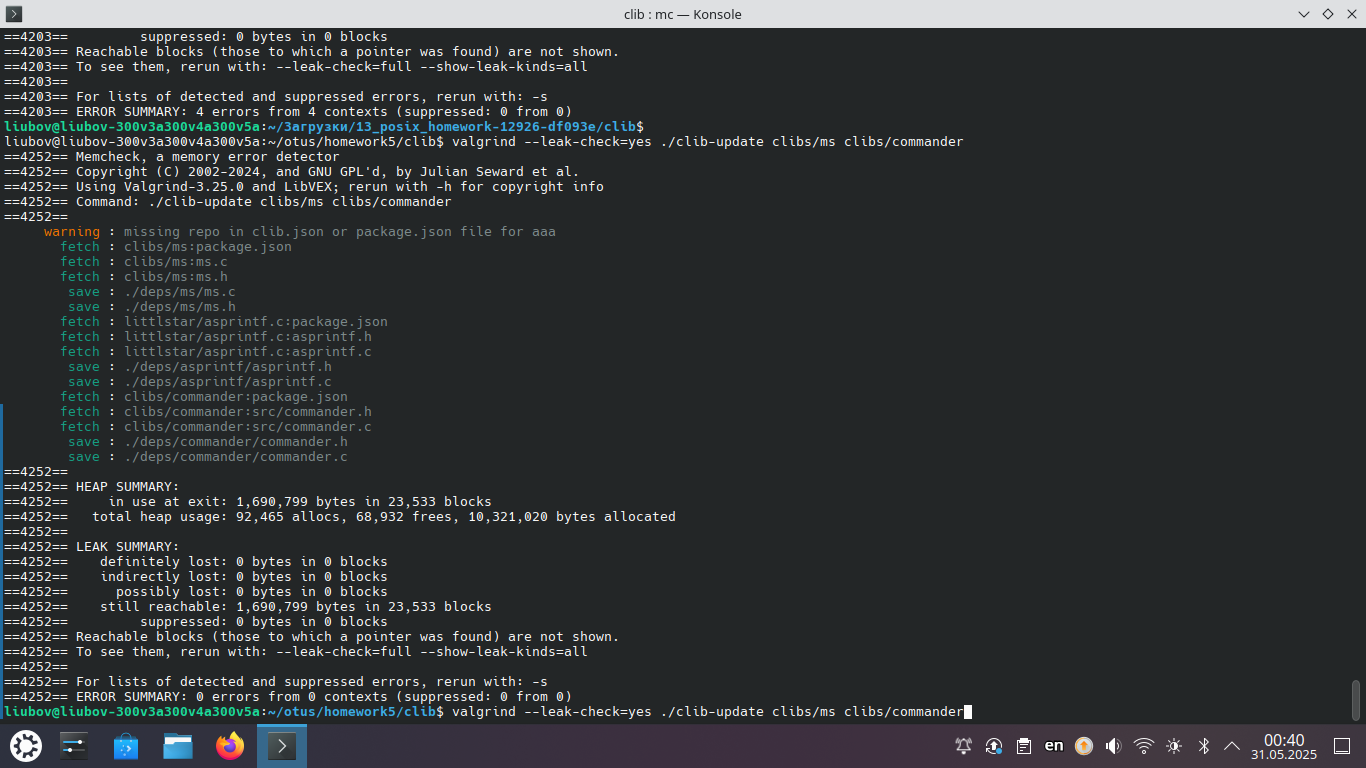 clib : mc — Konsole
==4203==         suppressed: 0 bytes in 0 blocks
==4203== Reachable blocks (those to which a pointer was found) are not shown.
==4203== To see them, rerun with: --leak-check=full --show-leak-kinds=all
==4203==
==4203== For lists of detected and suppressed errors, rerun with: -s
==4203== ERROR SUMMARY: 4 errors from 4 contexts (suppressed: 0 from 0)
liubov@liubov-300v3a300v4a300v5a:~/Загрузки/13_posix_homework-12926-df093e/clib$
liubov@liubov-300v3a300v4a300v5a:~/otus/homework5/clib$ valgrind --leak-check=yes ./clib-update clibs/ms clibs/commander
==4252== Memcheck, a memory error detector
==4252== Copyright (C) 2002-2024, and GNU GPL'd, by Julian Seward et al.
==4252== Using Valgrind-3.25.0 and LibVEX; rerun with -h for copyright info
==4252== Command: ./clib-update clibs/ms clibs/commander
==4252==
     warning : missing repo in clib.json or package.json file for aaa
       fetch : clibs/ms:package.json
       fetch : clibs/ms:ms.c
       fetch : clibs/ms:ms.h
        save : ./deps/ms/ms.c
        save : ./deps/ms/ms.h
       fetch : littlstar/asprintf.c:package.json
       fetch : littlstar/asprintf.c:asprintf.h
       fetch : littlstar/asprintf.c:asprintf.c
        save : ./deps/asprintf/asprintf.h
        save : ./deps/asprintf/asprintf.c
       fetch : clibs/commander:package.json
       fetch : clibs/commander:src/commander.h
       fetch : clibs/commander:src/commander.c
        save : ./deps/commander/commander.h
        save : ./deps/commander/commander.c
==4252==
==4252== HEAP SUMMARY:
==4252==     in use at exit: 1,690,799 bytes in 23,533 blocks
==4252==   total heap usage: 92,465 allocs, 68,932 frees, 10,321,020 bytes allocated
==4252==
==4252== LEAK SUMMARY:
==4252==    definitely lost: 0 bytes in 0 blocks
==4252==    indirectly lost: 0 bytes in 0 blocks
==4252==      possibly lost: 0 bytes in 0 blocks
==4252==    still reachable: 1,690,799 bytes in 23,533 blocks
==4252==         suppressed: 0 bytes in 0 blocks
==4252== Reachable blocks (those to which a pointer was found) are not shown.
==4252== To see them, rerun with: --leak-check=full --show-leak-kinds=all
==4252==
==4252== For lists of detected and suppressed errors, rerun with: -s
==4252== ERROR SUMMARY: 0 errors from 0 contexts (suppressed: 0 from 0)
liubov@liubov-300v3a300v4a300v5a:~/otus/homework5/clib$ valgrind --leak-check=yes ./clib-update clibs/ms clibs/commander
en
00:40
31.05.2025